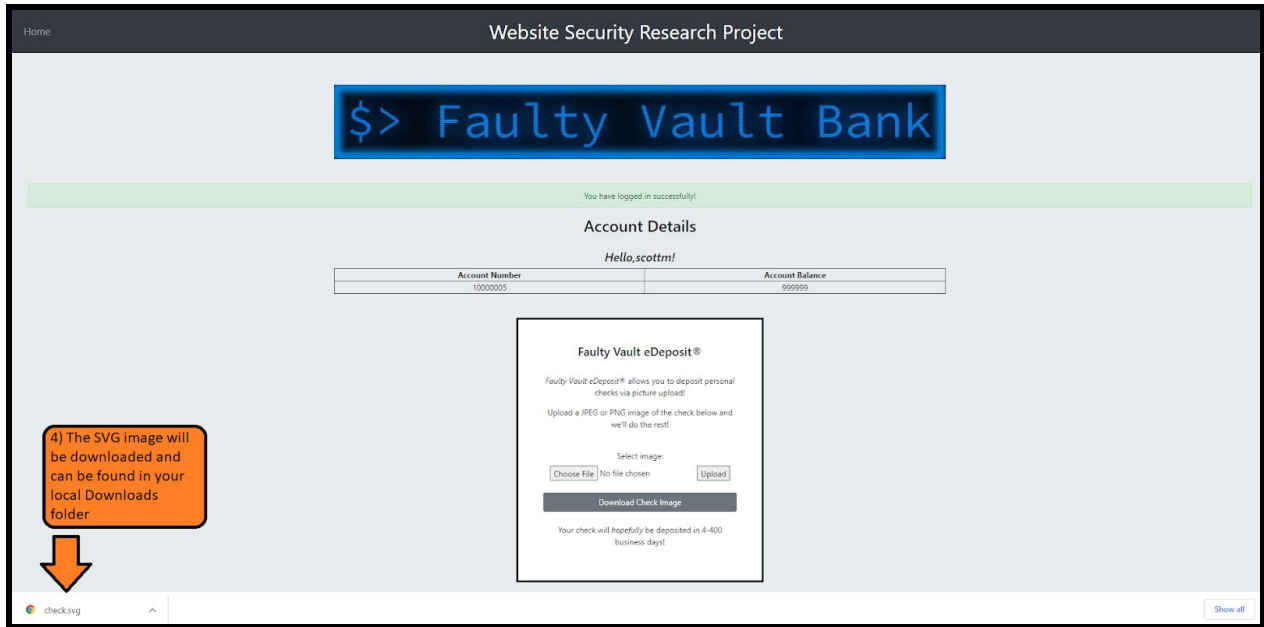 Home
Website Security Research Project
$> Faulty Vault Bank
You have logged in successfully!
Account Details
Hello,scottm!
Account Number Account Balance
10000005 999999
Faulty Vault eDeposit®
Faulty Vault eDeposit® allows you to deposit personal
checks via picture upload!
Upload a JPEG or PNG image of the check below and
we'll do the rest!
Select image:
Choose File No file chosen Upload
Download Check Image
Your check will hopefully be deposited in 4-400
business days!
4) The SVG image will
be downloaded and
can be found in your
local Downloads
folder
check.svg
Show all